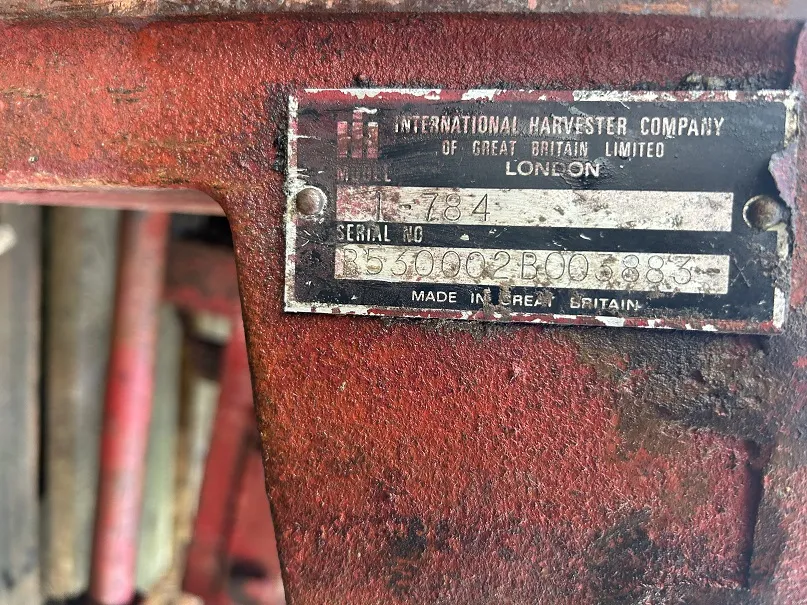 INTERNATIONAL HARVESTER COMPANY
OF GREAT BRITAIN LIMITED
LONDON
MODEL
1-784
SERIAL NO
B530002B003883-X
MADE IN GREAT BRITAIN